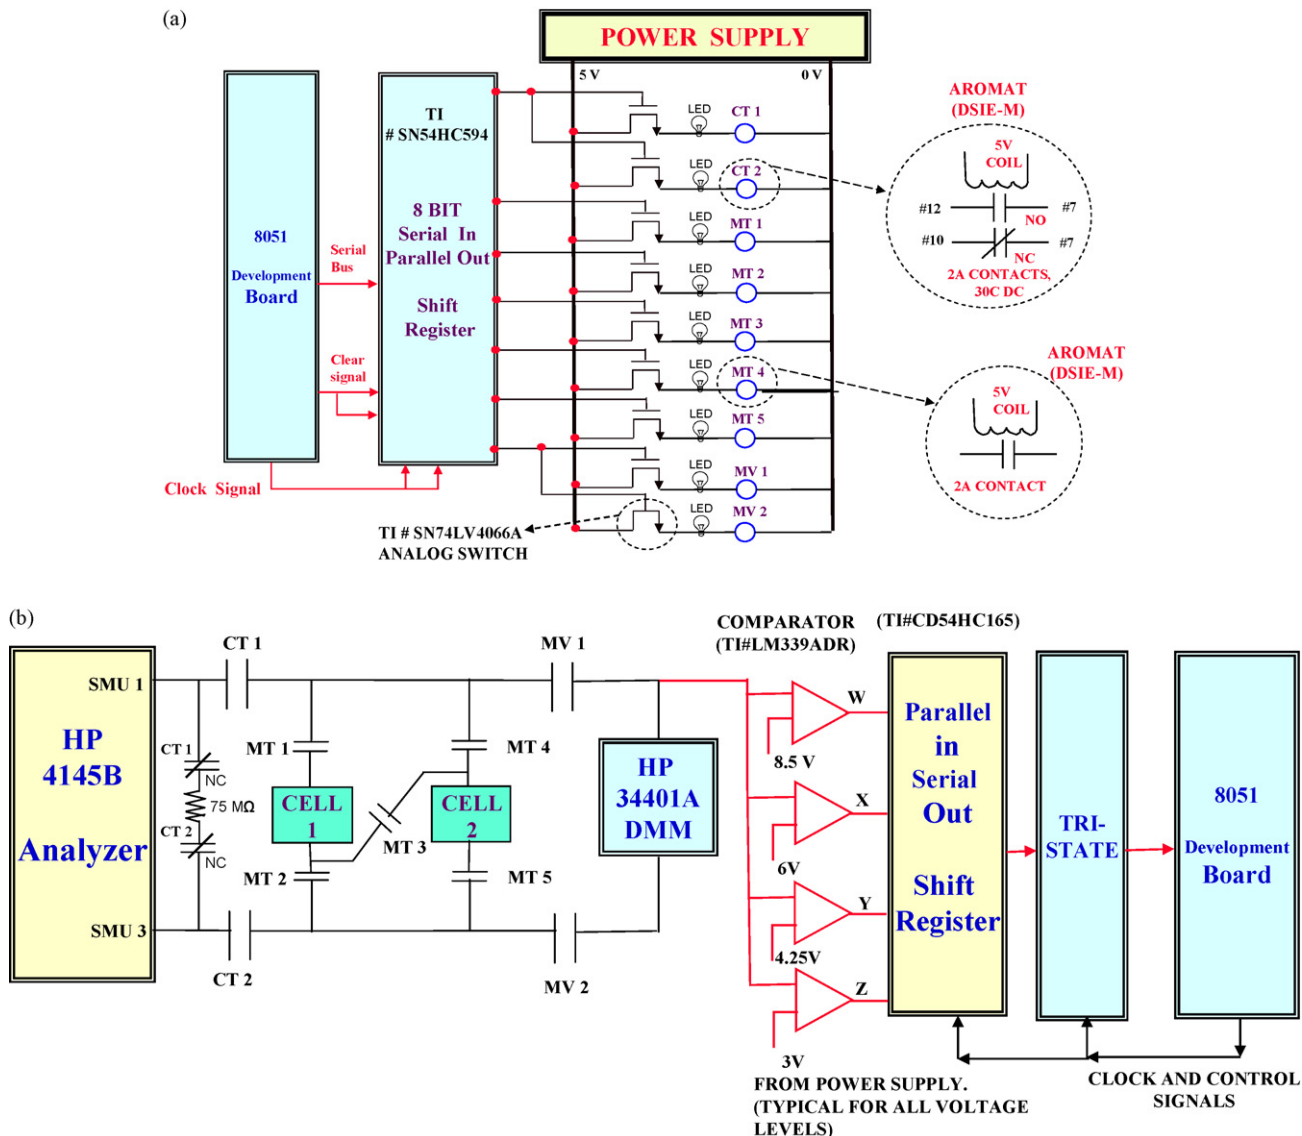 (a)
POWER SUPPLY
5 V
0 V
TI
# SN54HC594
8 BIT
Serial In
Parallel Out
Shift
Register
8051
Development
Board
Serial
Bus
Clear
signal
Clock Signal
LED
CT 1
LED
CT 2
LED
MT 1
LED
MT 2
LED
MT 3
LED
MT 4
LED
MT 5
LED
MV 1
LED
MV 2
TI # SN74LV4066A
ANALOG SWITCH
AROMAT
(DSIE-M)
5V
COIL
#12
#7
NO
#10
#7
NC
2A CONTACTS,
30C DC
AROMAT
(DSIE-M)
5V
COIL
2A CONTACT
(b)
HP
4145B
Analyzer
SMU 1
SMU 3
CT 1
CT 1
NC
75 MΩ
CT 2
NC
CT 2
MT 1
CELL
1
MT 2
MT 3
MT 4
CELL
2
MT 5
MV 1
MV 2
HP
34401A
DMM
COMPARATOR
(TI#LM339ADR)
(TI#CD54HC165)
W
8.5 V
X
6V
Y
4.25V
Z
3V
FROM POWER SUPPLY.
(TYPICAL FOR ALL VOLTAGE
LEVELS)
Parallel
in
Serial
Out
Shift
Register
TRI-
STATE
8051
Development
Board
CLOCK AND CONTROL
SIGNALS